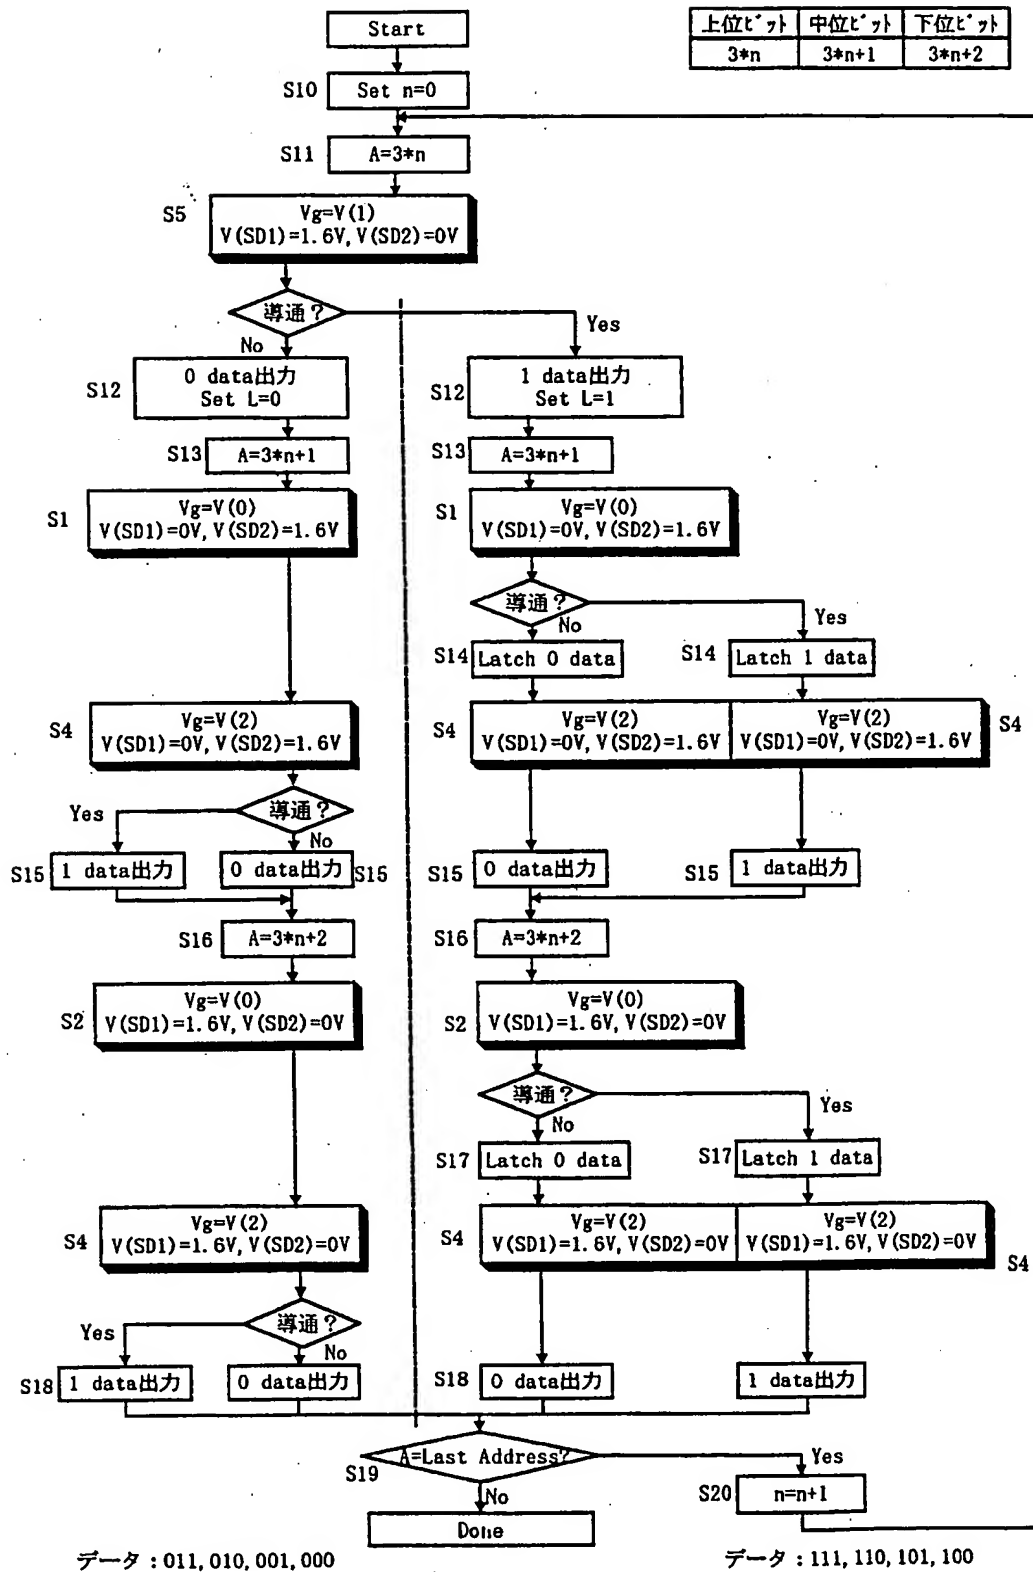 Start
上位ビット 中位ビット 下位ビット
3*n 3*n+1 3*n+2
S10 Set n=0
S11 A=3*n
S5 Vg=V(1)
V(SD1)=1.6V, V(SD2)=0V
導通?
Yes
No
S12 0 data出力
Set L=0
S12 1 data出力
Set L=1
S13 A=3*n+1
S13 A=3*n+1
S1 Vg=V(0)
V(SD1)=0V, V(SD2)=1.6V
S1 Vg=V(0)
V(SD1)=0V, V(SD2)=1.6V
導通?
Yes
No
S14 Latch 0 data
S14 Latch 1 data
S4 Vg=V(2)
V(SD1)=0V, V(SD2)=1.6V
S4 Vg=V(2)
V(SD1)=0V, V(SD2)=1.6V
Vg=V(2) S4
V(SD1)=0V, V(SD2)=1.6V
導通?
Yes
No
S15 1 data出力
0 data出力 S15
S15 0 data出力
S15 1 data出力
S16 A=3*n+2
S16 A=3*n+2
S2 Vg=V(0)
V(SD1)=1.6V, V(SD2)=0V
S2 Vg=V(0)
V(SD1)=1.6V, V(SD2)=0V
導通?
Yes
No
S17 Latch 0 data
S17 Latch 1 data
S4 Vg=V(2)
V(SD1)=1.6V, V(SD2)=0V
S4 Vg=V(2)
V(SD1)=1.6V, V(SD2)=0V
Vg=V(2)
V(SD1)=1.6V, V(SD2)=0V
S4
導通?
Yes
No
S18 1 data出力
0 data出力
S18 0 data出力
1 data出力
S19 A=Last Address?
Yes
No
S20 n=n+1
Done
データ:011, 010, 001, 000
データ:111, 110, 101, 100